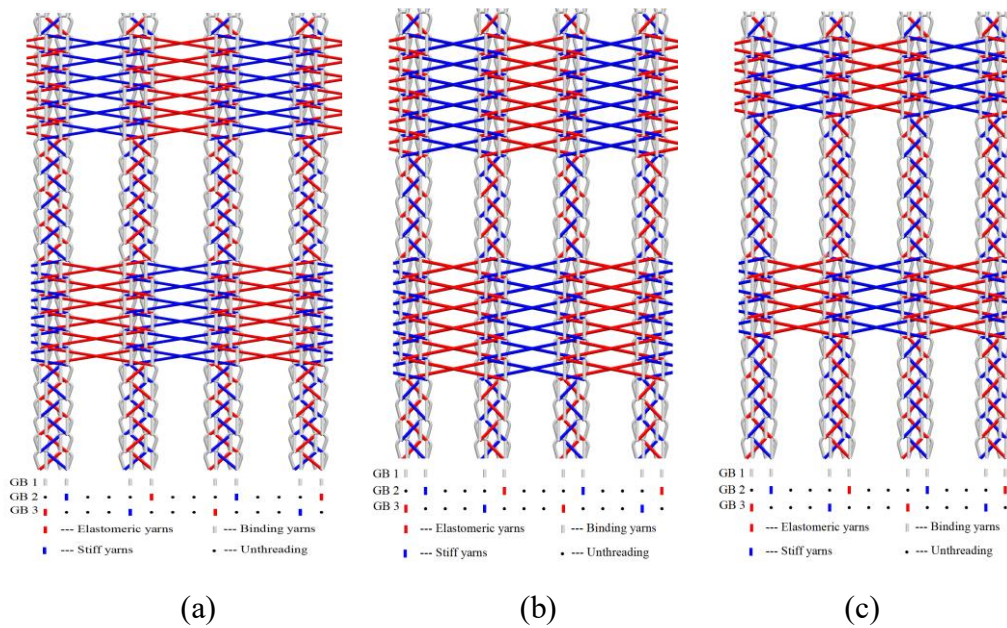 GB 1
GB 2
GB 3
--- Elastomeric yarns --- Binding yarns
--- Stiff yarns --- Unthreading
GB 1
GB 2
GB 3
--- Elastomeric yarns --- Binding yarns
--- Stiff yarns --- Unthreading
GB 1
GB 2
GB 3
--- Elastomeric yarns --- Binding yarns
--- Stiff yarns --- Unthreading
(a) (b) (c)